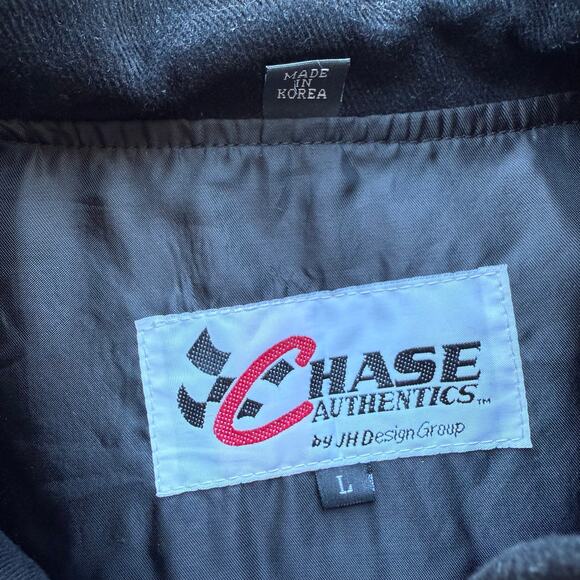 MADE
IN
KOREA
CHASE
AUTHENTICS™
by JH Design Group
L